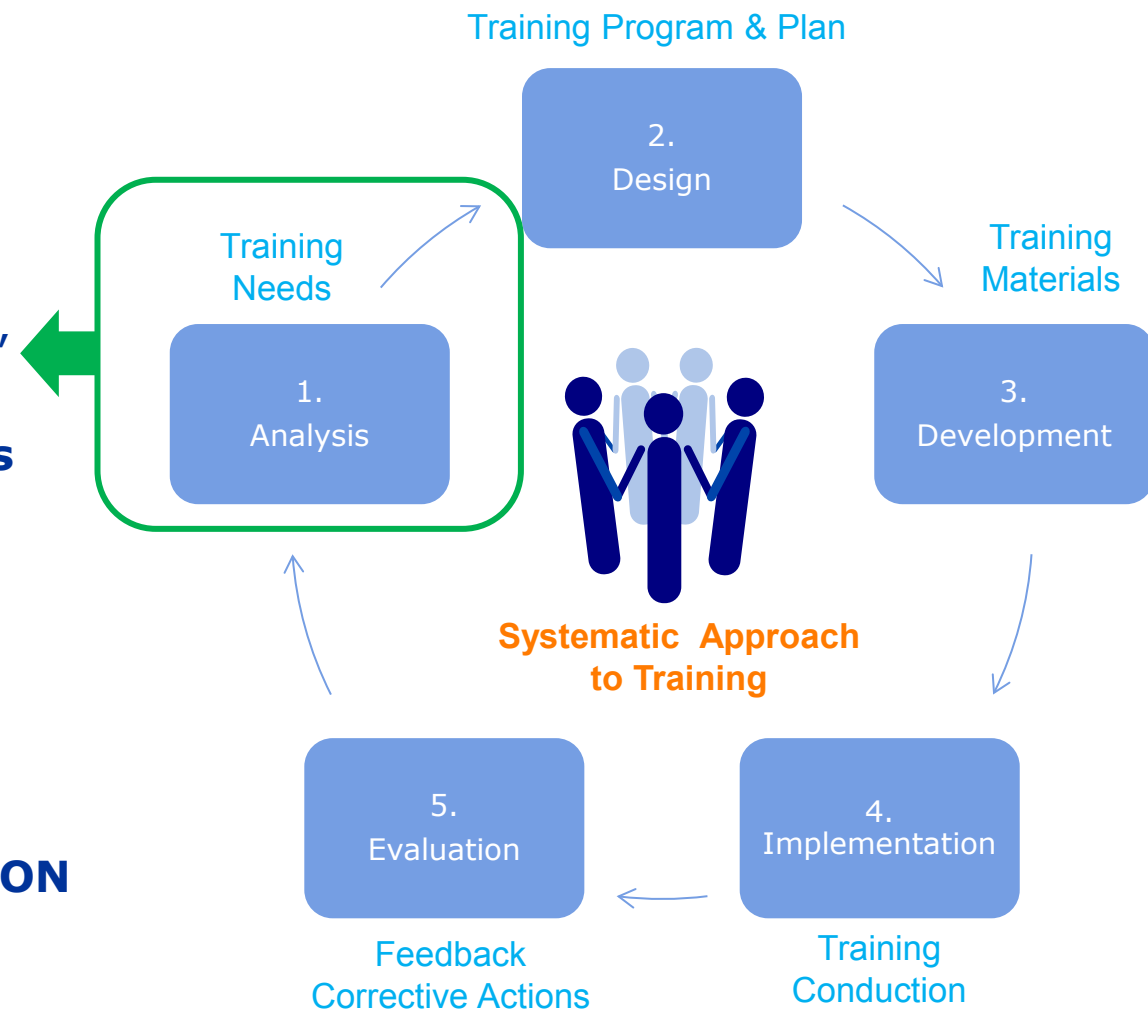 Training Program & Plan
2.
Design
Training
Needs
Training
Materials
,
1.
Analysis
s
3.
Development
Systematic Approach
to Training
5.
Evaluation
4.
Implementation
ON
Feedback
Corrective Actions
Training
Conduction